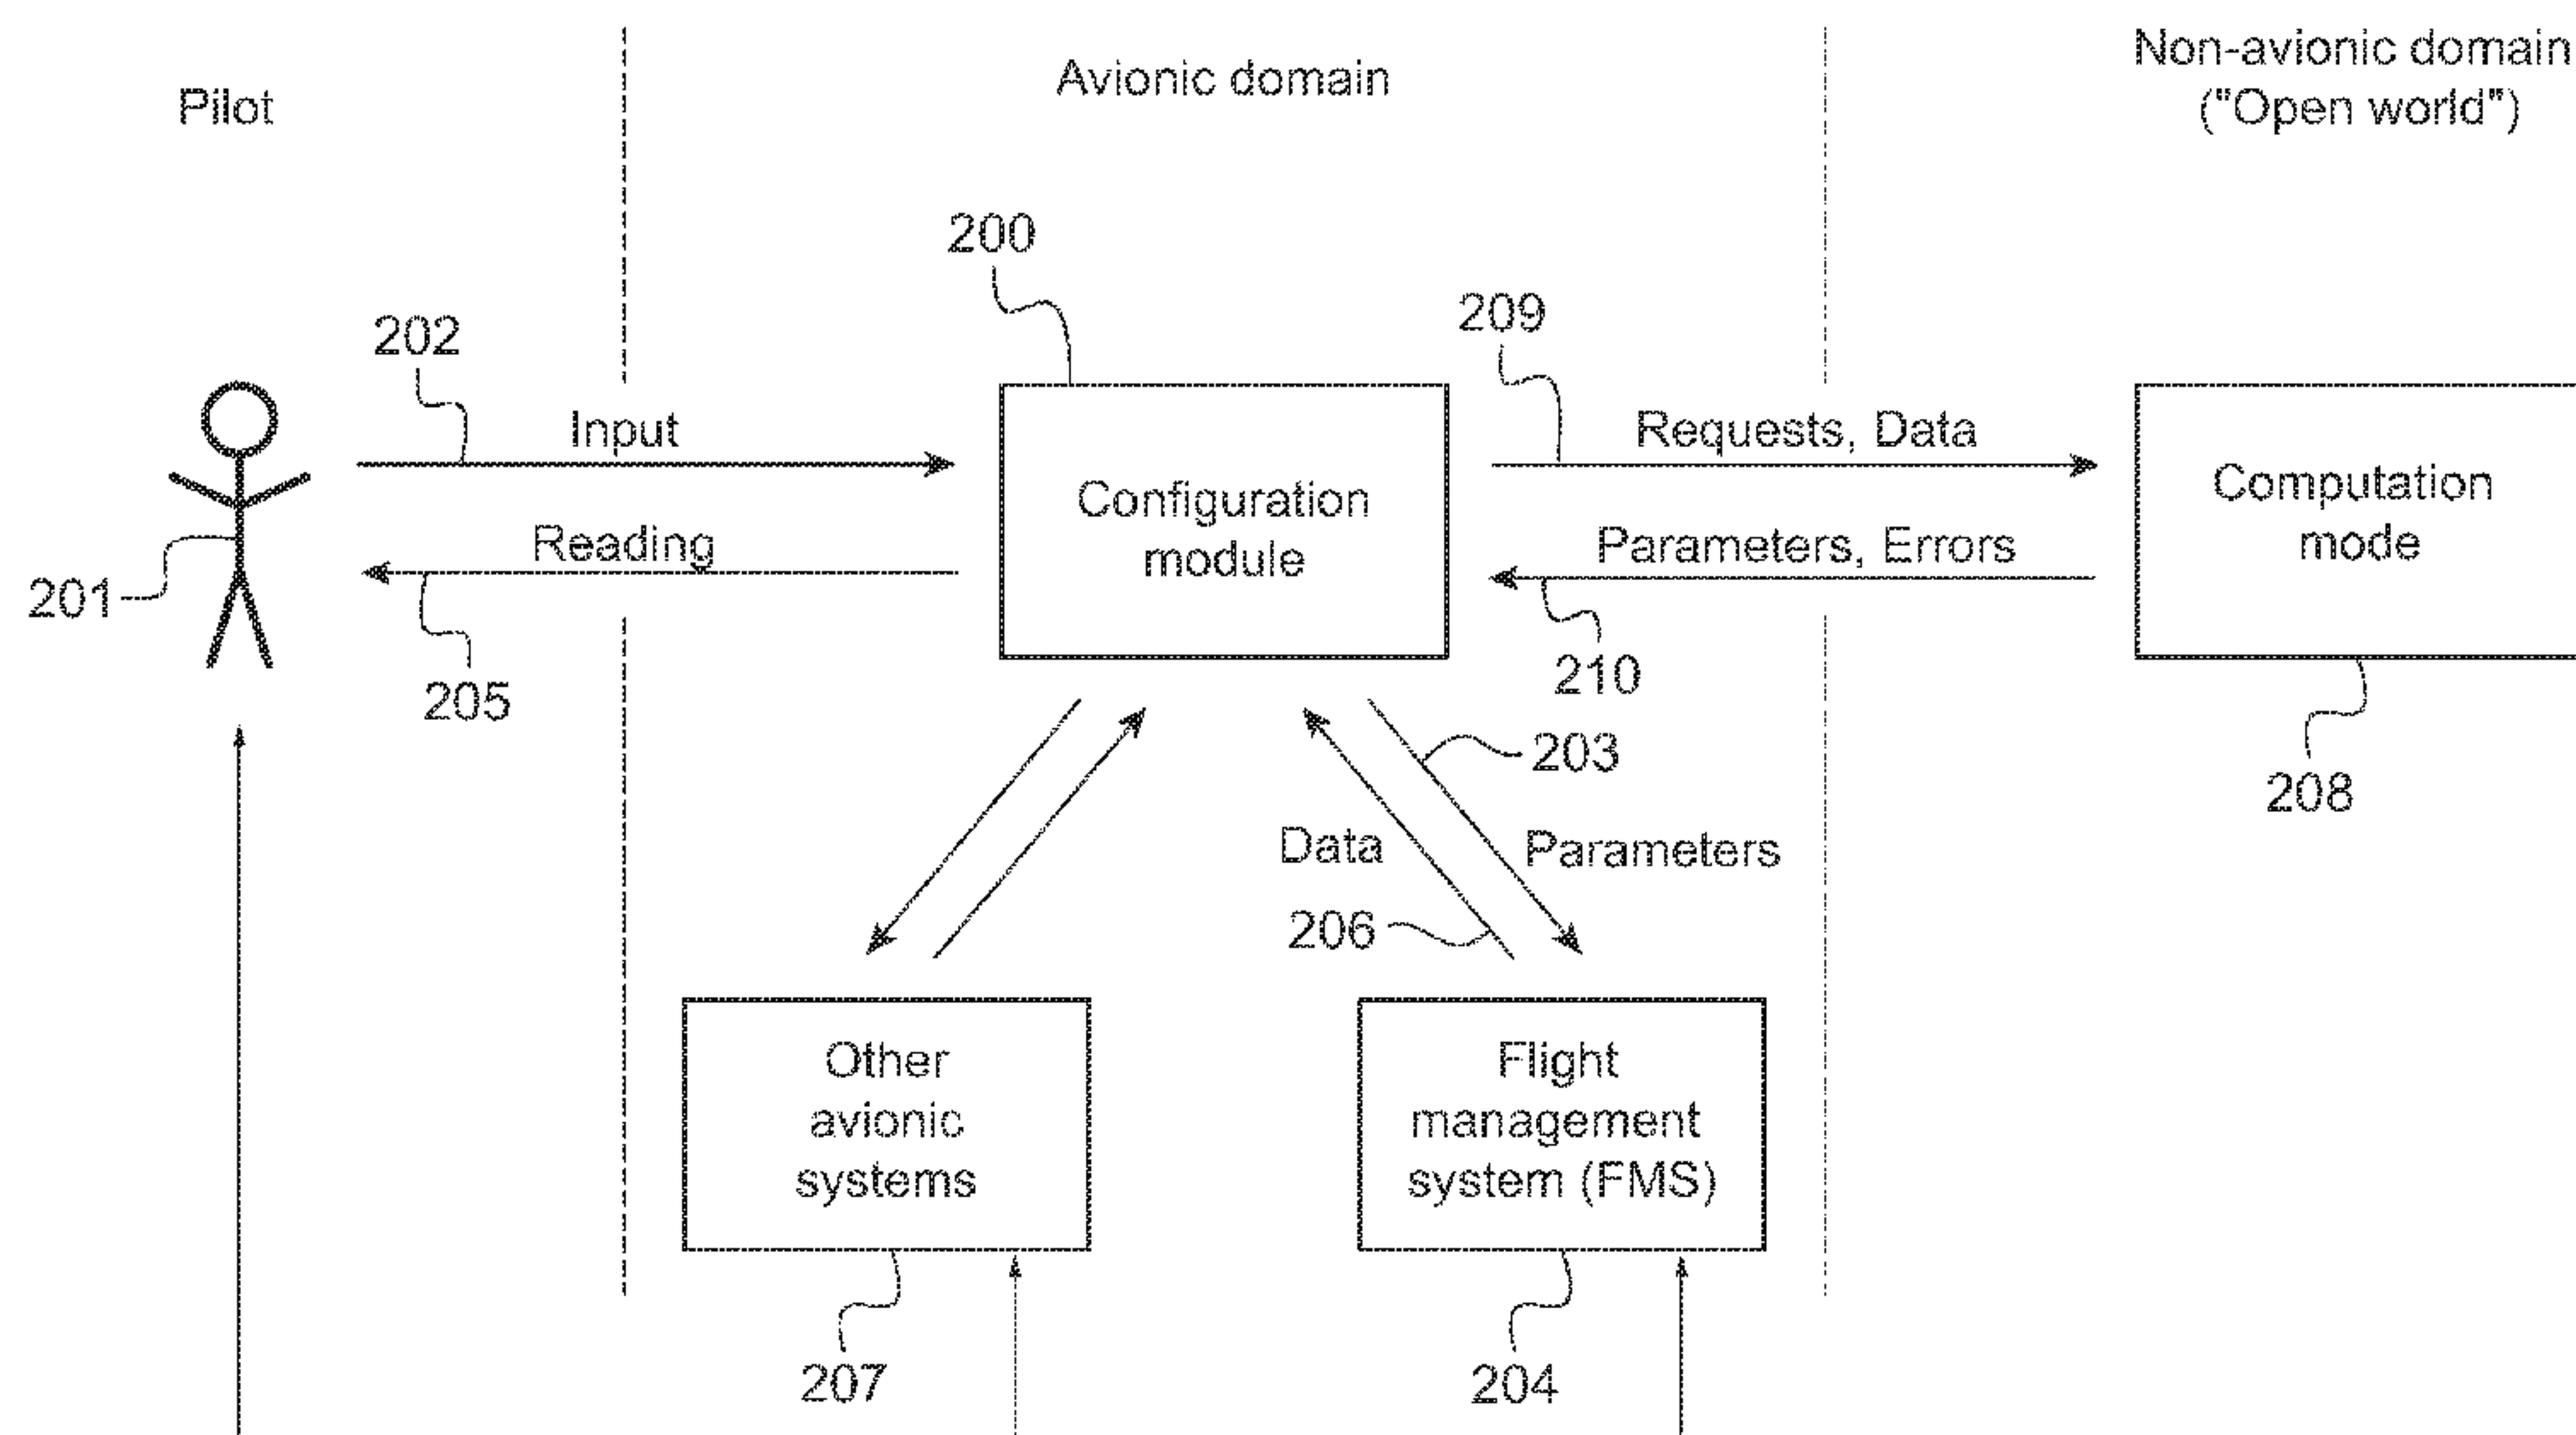 Pilot
Avionic domain
Non-avionic domain
("Open world")
200
202
209
Input
Requests, Data
Configuration
module
Computation
mode
Reading
Parameters, Errors
201
205
210
203
208
Data
Parameters
206
Other
avionic
systems
Flight
management
system (FMS)
207
204